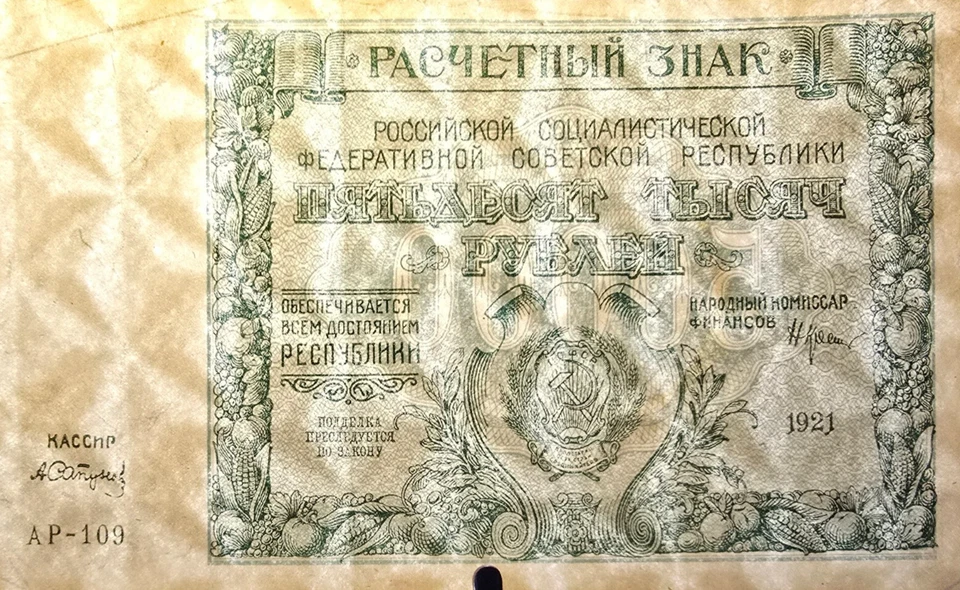 РАСЧЕТНЫЙ ЗНАК
РОССИЙСКОЙ СОЦИАЛИСТИЧЕСКОЙ
ФЕДЕРАТИВНОЙ СОВЕТСКОЙ РЕСПУБЛИКИ
ПЯТЬДЕСЯТ ТЫСЯЧ
РУБЛЕЙ
ОБЕСПЕЧИВАЕТСЯ
ВСЕМ ДОСТОЯНИЕМ
РЕСПУБЛИКИ
НАРОДНЫЙ КОМИССАР
ФИНАНСОВ
ПОДДЕЛКА
ПРЕСЛЕДУЕТСЯ
ПО ЗАКОНУ
1921
КАССИР
АР-109